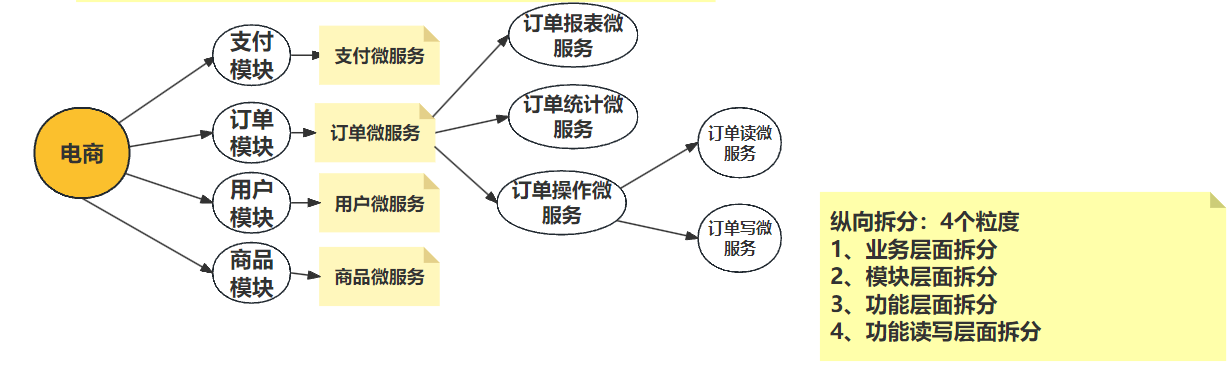 电商
支付
模块
订单
模块
用户
模块
商品
模块
支付微服务
订单微服务
用户微服务
商品微服务
订单报表微
服务
订单统计微
服务
订单操作微
服务
订单读微
服务
订单写微
服务
纵向拆分：4个粒度
1、业务层面拆分
2、模块层面拆分
3、功能层面拆分
4、功能读写层面拆分